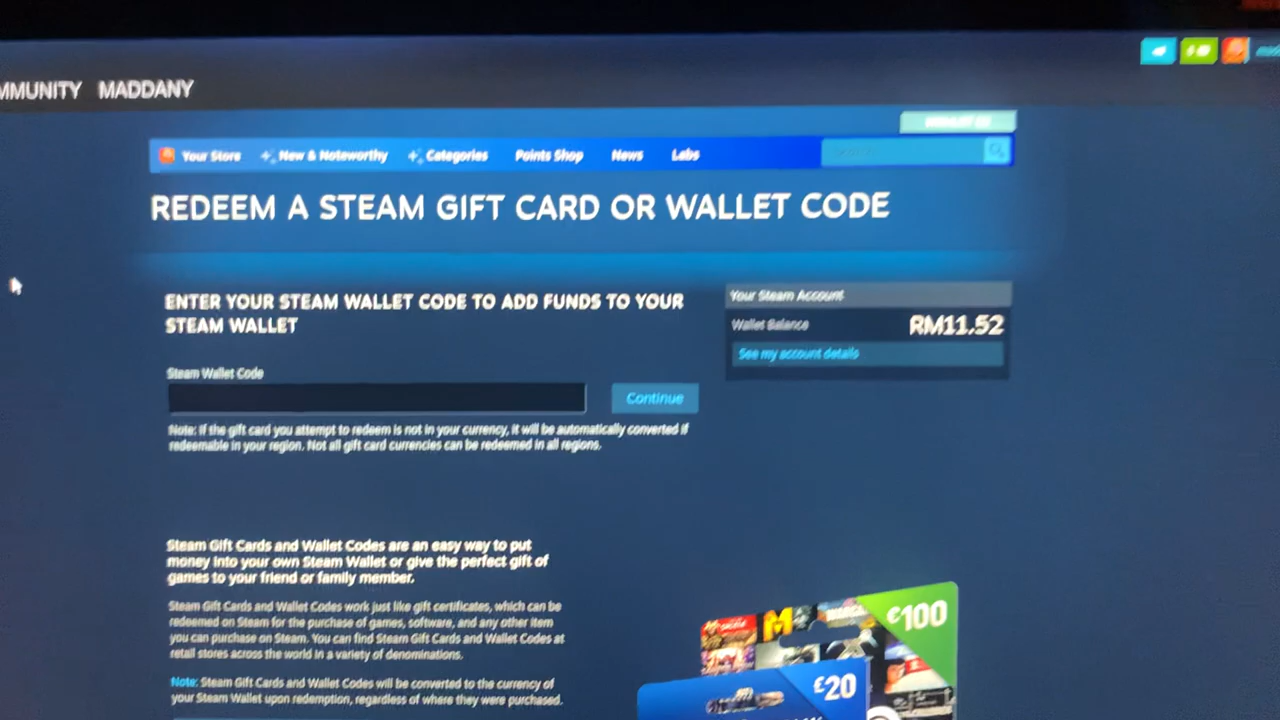 MMUNITY MADDANY
Your Store New & Noteworthy Categories Points Shop News Labs
REDEEM A STEAM GIFT CARD OR WALLET CODE
ENTER YOUR STEAM WALLET CODE TO ADD FUNDS TO YOUR
STEAM WALLET
Your Steam Account
Wallet Balance RM11.52
See my account details
Steam Wallet Code
Continue
Note: If the gift card you attempt to redeem is not in your currency, it will be automatically converted if
redeemable in your region. Not all gift card currencies can be redeemed in all regions.
Steam Gift Cards and Wallet Codes are an easy way to put
money into your own Steam Wallet or give the perfect gift of
games to your friend or family member.
Steam Gift Cards and Wallet Codes work just like gift certificates, which can be
redeemed on Steam for the purchase of games, software, and any other item
you can purchase on Steam. You can find Steam Gift Cards and Wallet Codes at
retail stores across the world in a variety of denominations.
Note: Steam Gift Cards and Wallet Codes will be converted to the currency of
your Steam Wallet upon redemption, regardless of where they were purchased.
€100
£20